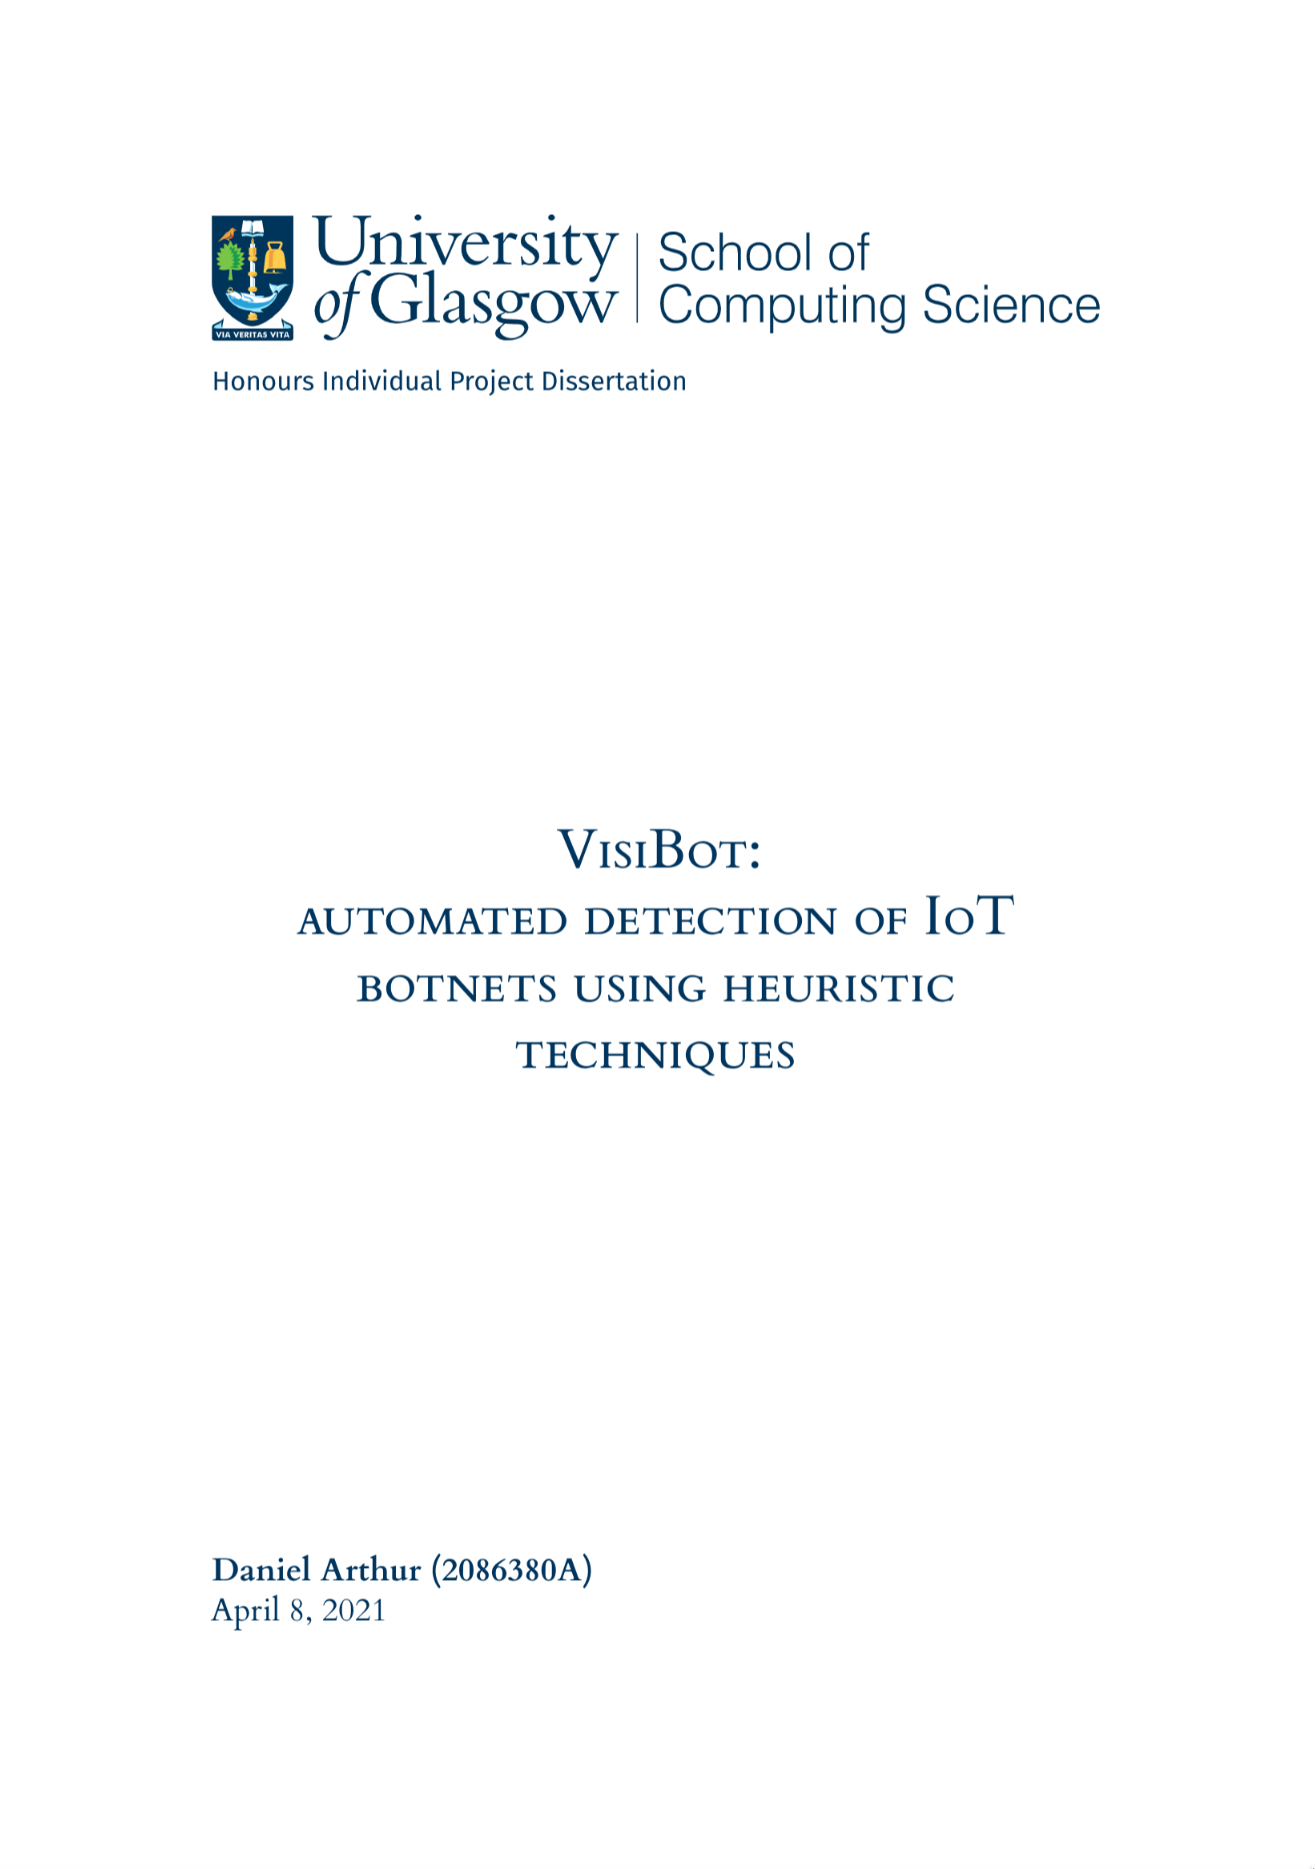 University
of Glasgow
School of
Computing Science
VIA VERITAS VITA
Honours Individual Project Dissertation
VisiBot:
automated detection of IoT
botnets using heuristic
techniques
Daniel Arthur (2086380A)
April 8, 2021